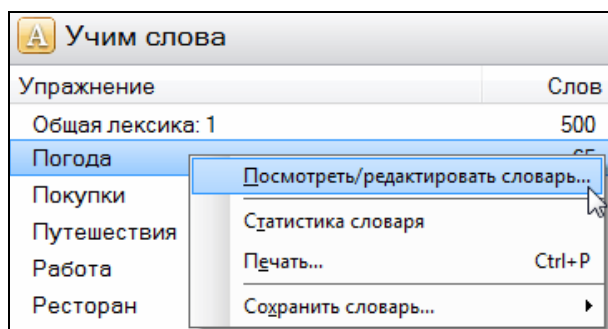 A Учим слова
Упражнение Слов
Общая лексика: 1 500
Погода 65
Посмотреть/редактировать словарь...
Покупки
Статистика словаря
Путешествия
Печать... Ctrl+P
Работа
Сохранить словарь...
Ресторан